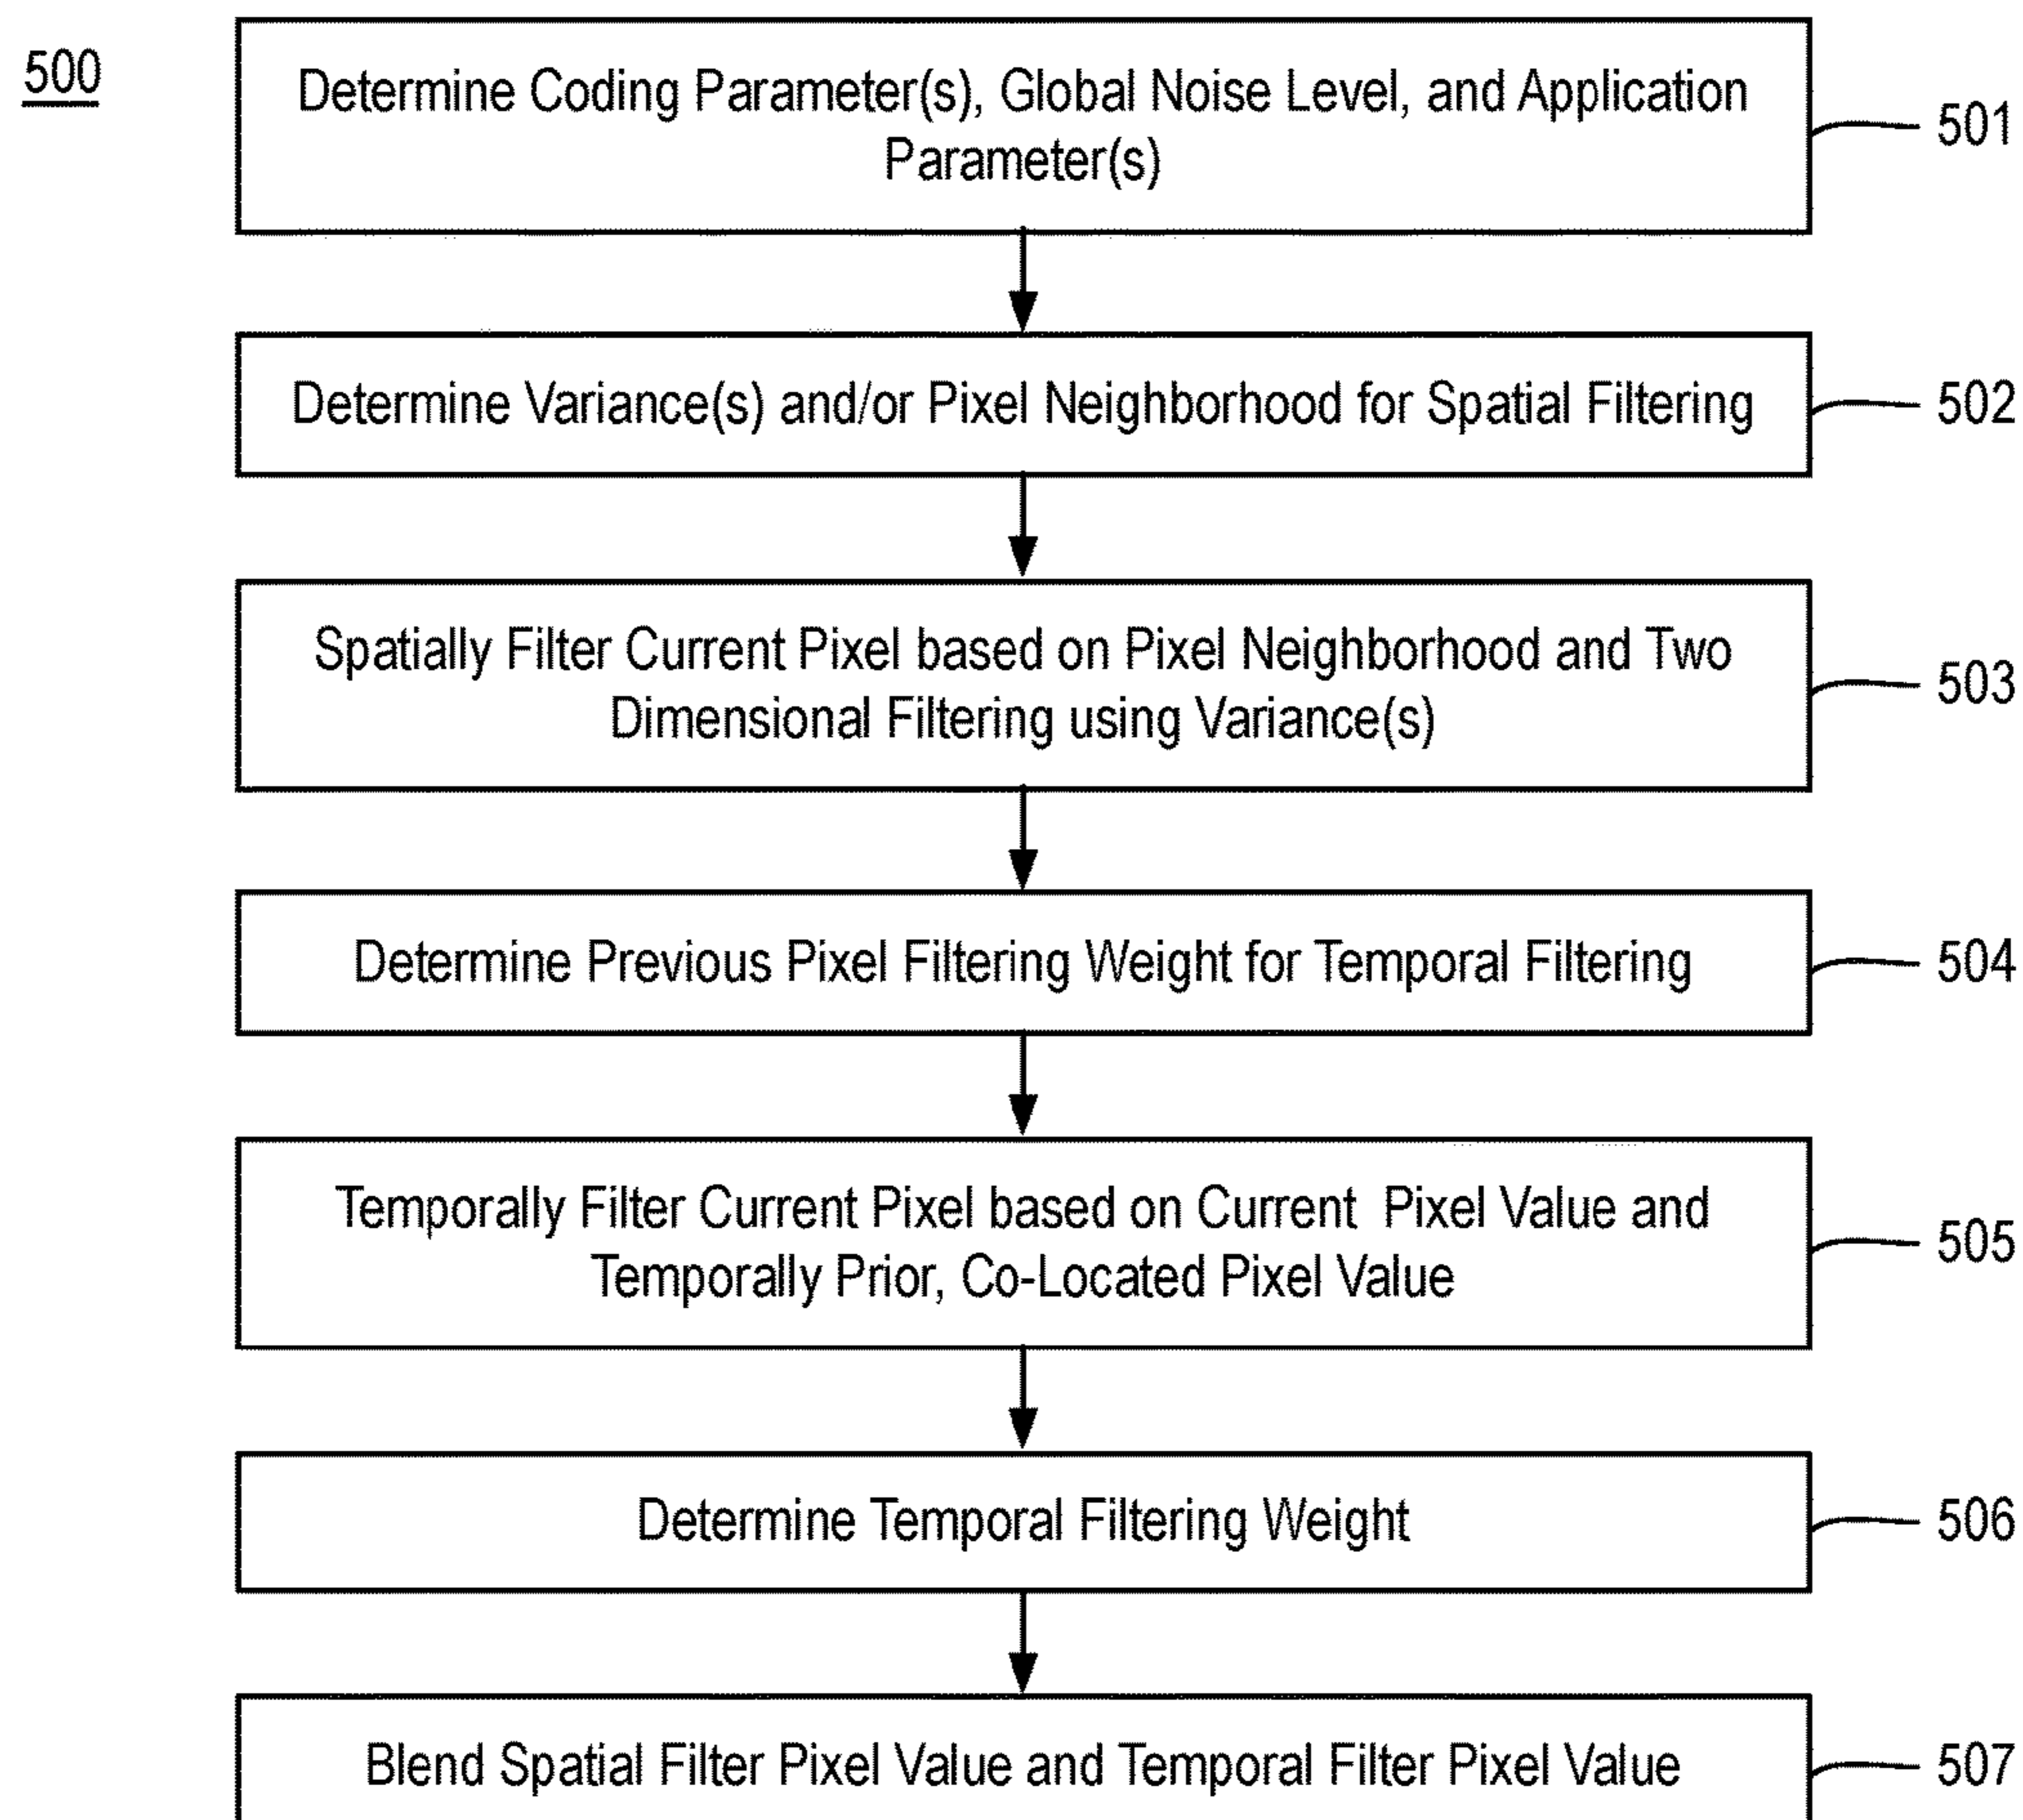 500
Determine Coding Parameter(s), Global Noise Level, and Application
Parameter(s)
501
Determine Variance(s) and/or Pixel Neighborhood for Spatial Filtering
502
Spatially Filter Current Pixel based on Pixel Neighborhood and Two
Dimensional Filtering using Variance(s)
503
Determine Previous Pixel Filtering Weight for Temporal Filtering
504
Temporally Filter Current Pixel based on Current Pixel Value and
Temporally Prior, Co-Located Pixel Value
505
Determine Temporal Filtering Weight
506
Blend Spatial Filter Pixel Value and Temporal Filter Pixel Value
507